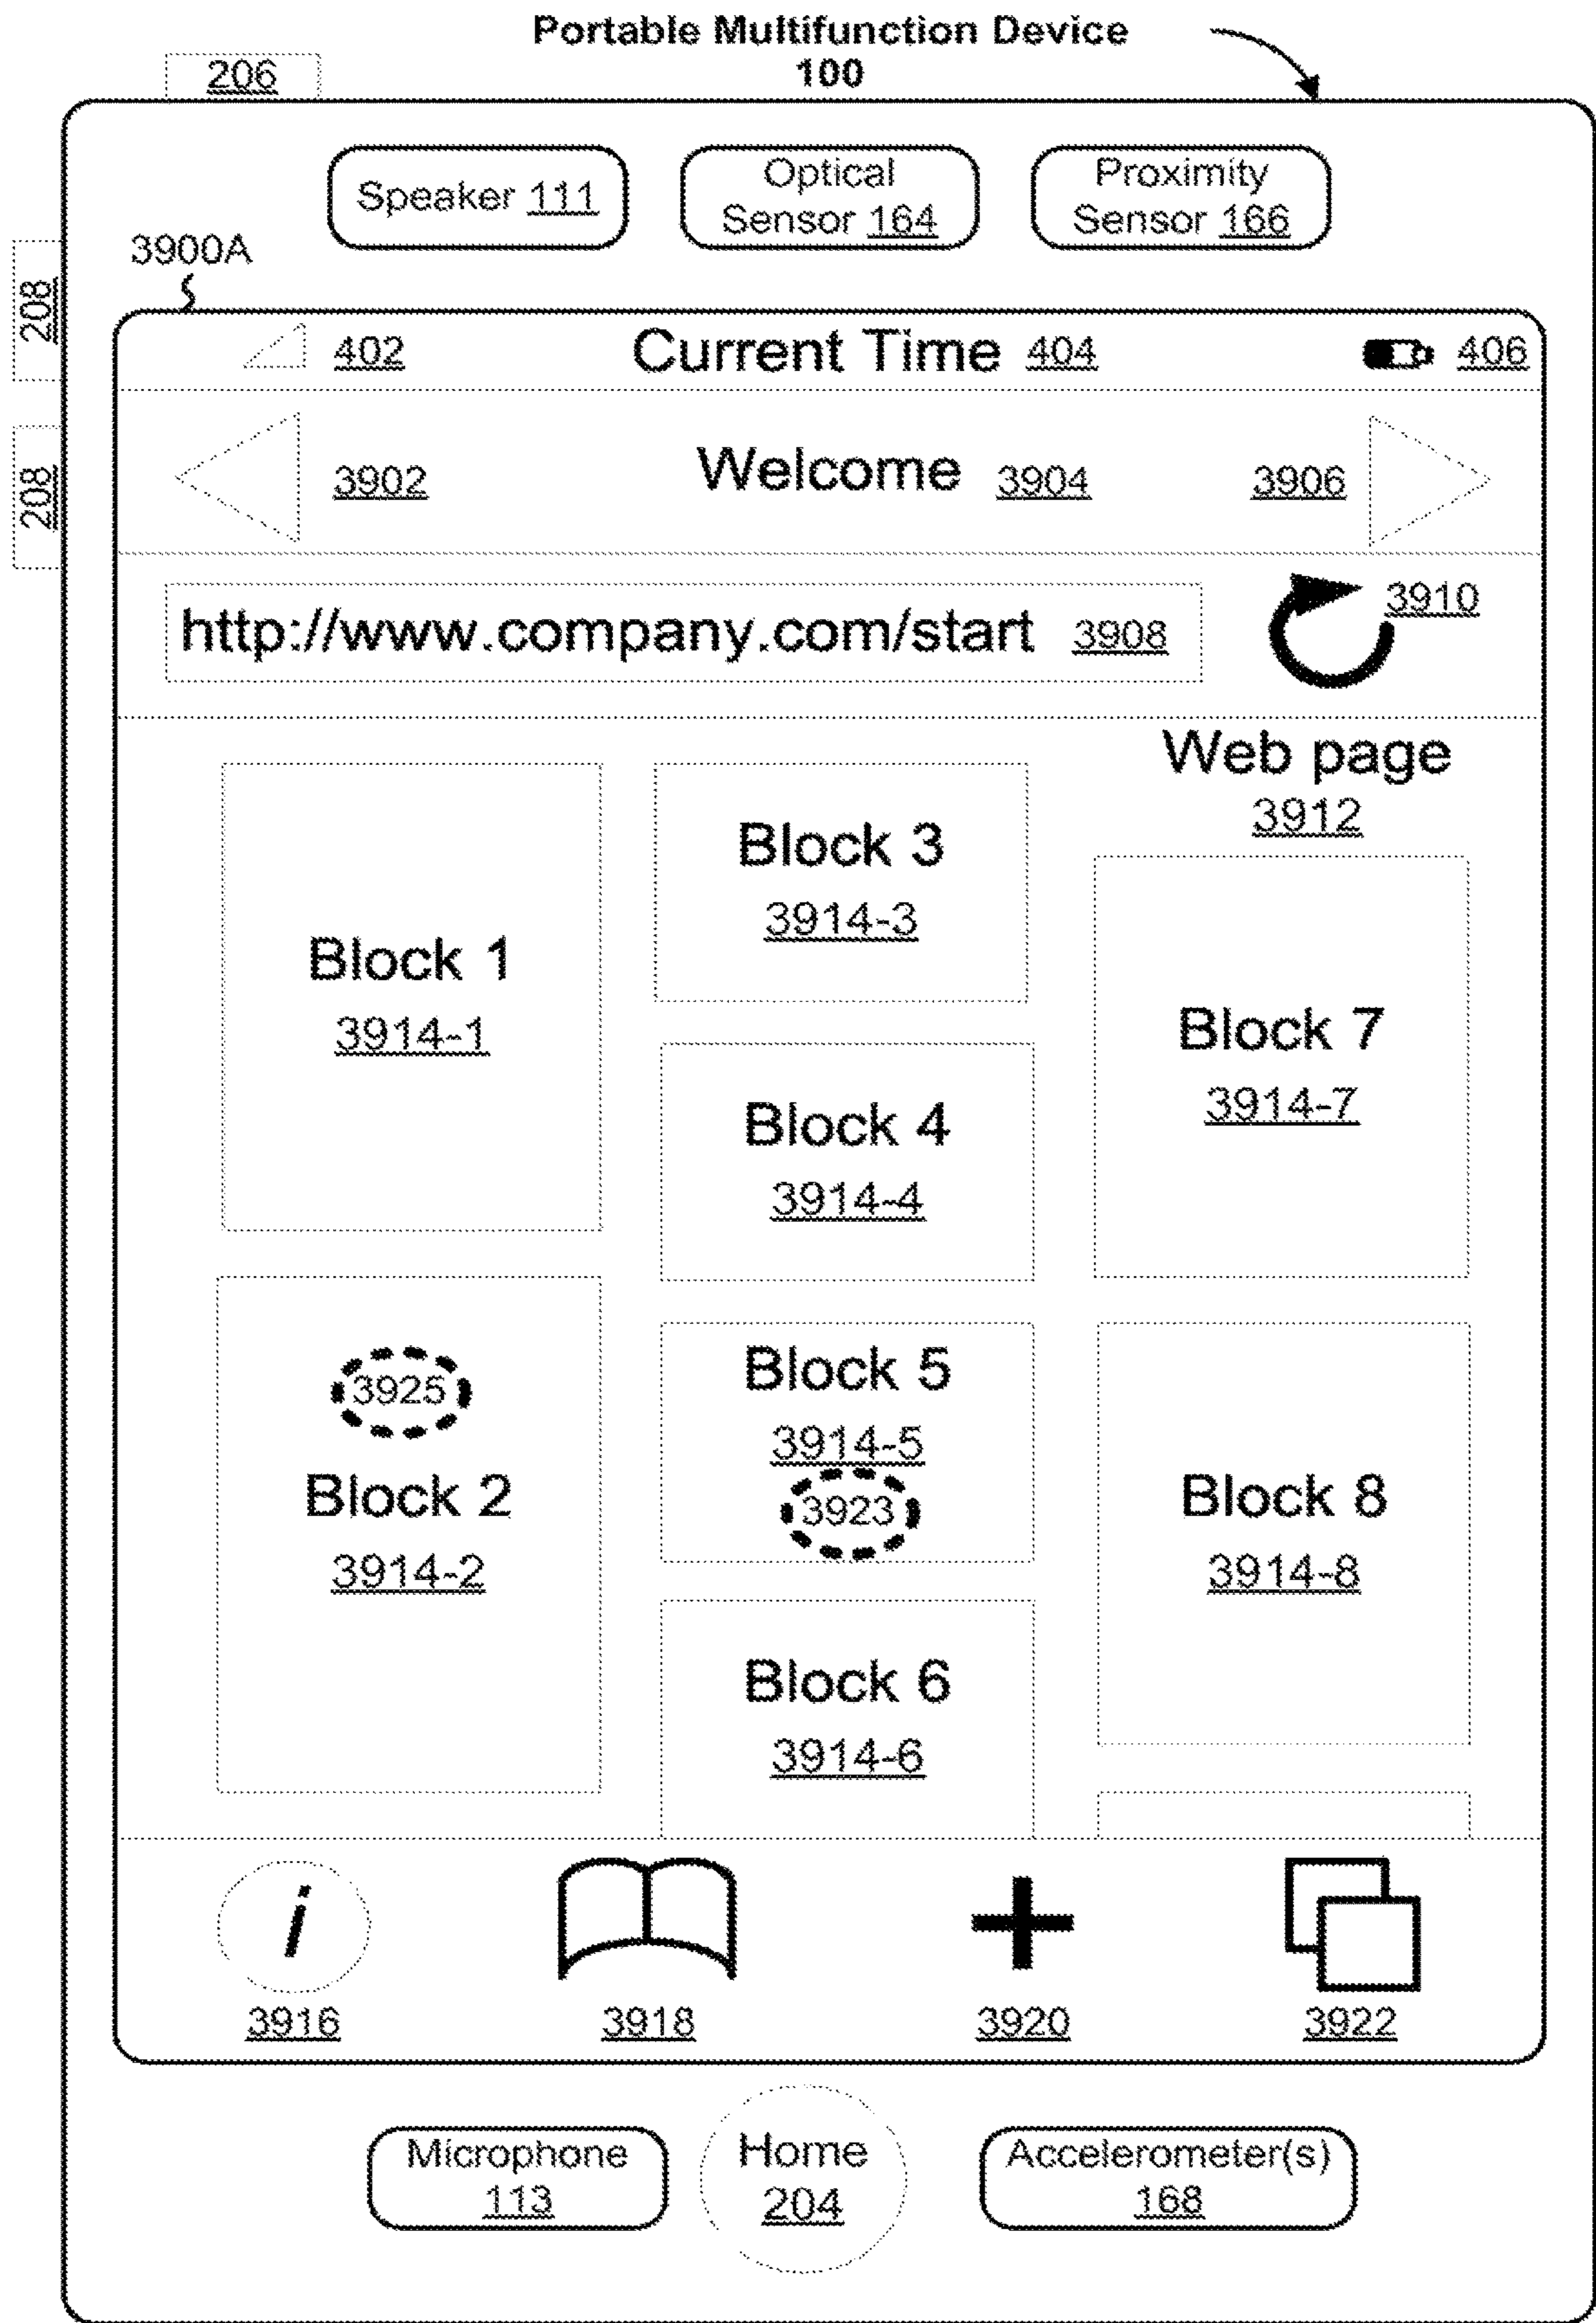 Portable Multifunction Device
100
206
Speaker 111
Optical
Sensor 164
Proximity
Sensor 166
3900A
208
208
402
Current Time 404
406
3902
Welcome 3904
3906
http://www.company.com/start 3908
3910
Web page
3912
Block 1
3914-1
Block 3
3914-3
Block 7
3914-7
Block 4
3914-4
3925
Block 2
3914-2
Block 5
3914-5
3923
Block 8
3914-8
Block 6
3914-6
i
3916
3918
3920
3922
Microphone
113
Home
204
Accelerometer(s)
168